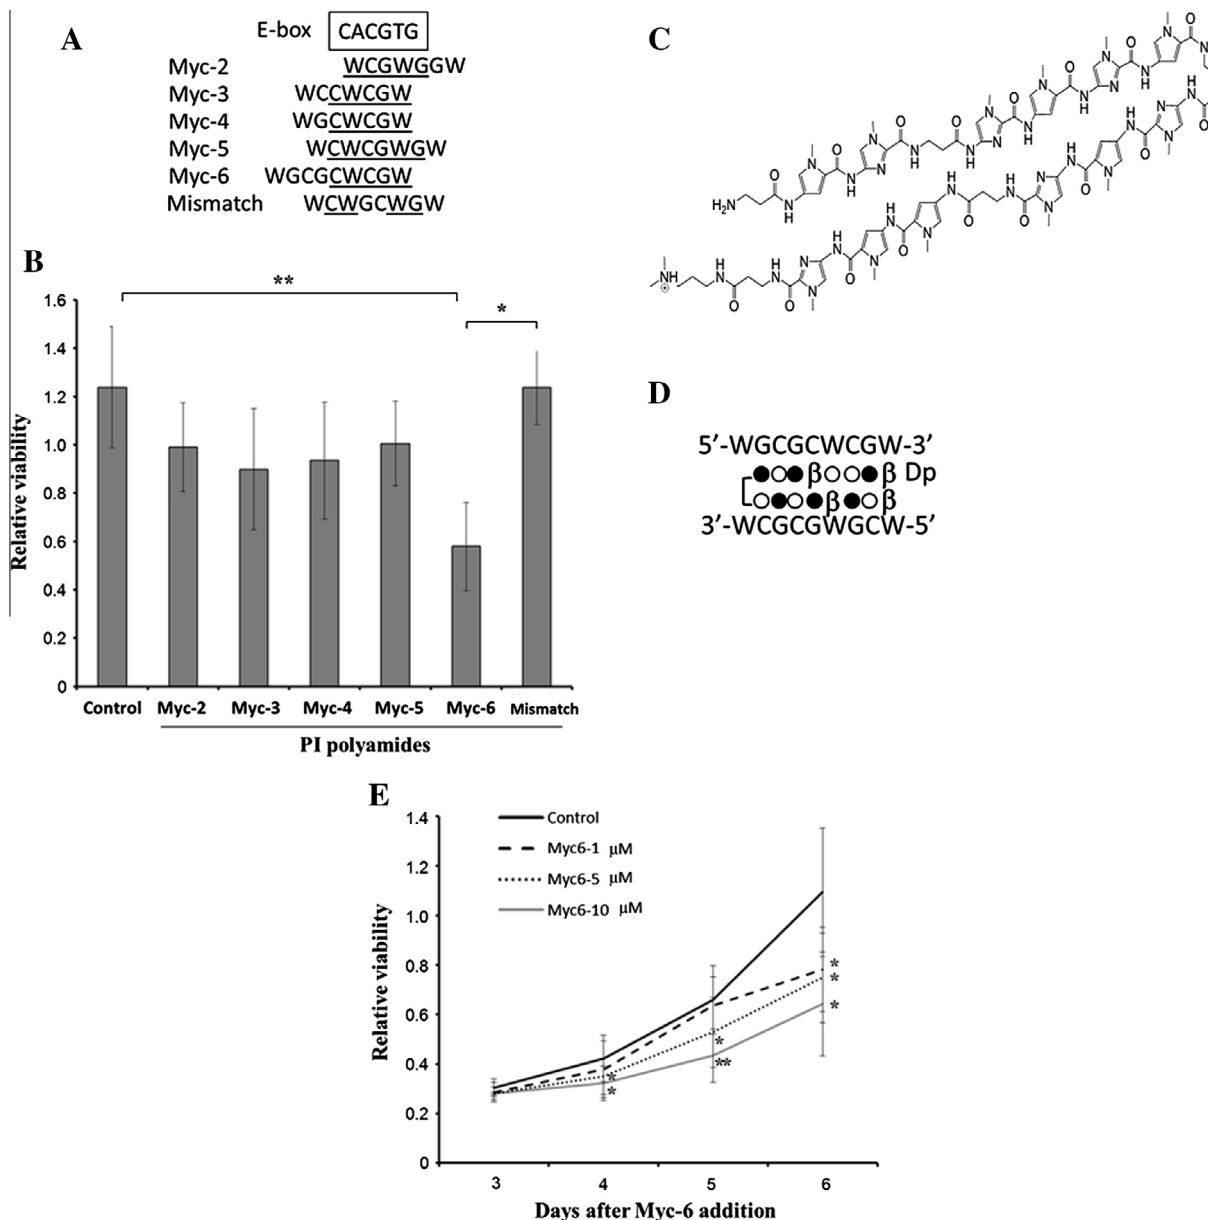 A
E-box CACGTG
Myc-2 WCGWGGW
Myc-3 WCCWCGW
Myc-4 WGCWCGW
Myc-5 WCWCGWGW
Myc-6 WGCGCWCGW
Mismatch WCWGCWGW
B
**
*
1.6
1.4
1.2
1.0
0.8
0.6
0.4
0.2
0
Relative viability
Control Myc-2 Myc-3 Myc-4 Myc-5 Myc-6 Mismatch
PI polyamides
C
D
5’-WGCGCWCGW-3’
●○●β○○●β Dp
○●○●β●○β
3’-WCGCGWGCW-5’
E
1.4
1.2
1.0
0.8
0.6
0.4
0.2
0
Relative viability
Control
Myc6-1 μM
Myc6-5 μM
Myc6-10 μM
*
*
*
**
*
*
*
3 4 5 6
Days after Myc-6 addition